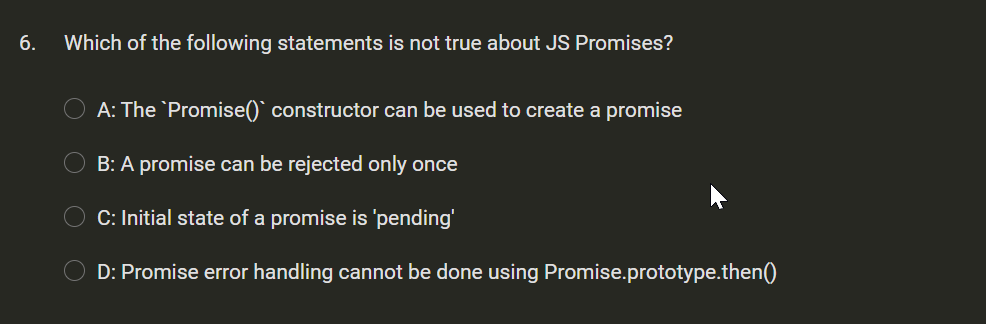 6. Which of the following statements is not true about JS Promises?
A: The `Promise()` constructor can be used to create a promise
B: A promise can be rejected only once
C: Initial state of a promise is 'pending'
D: Promise error handling cannot be done using Promise.prototype.then()